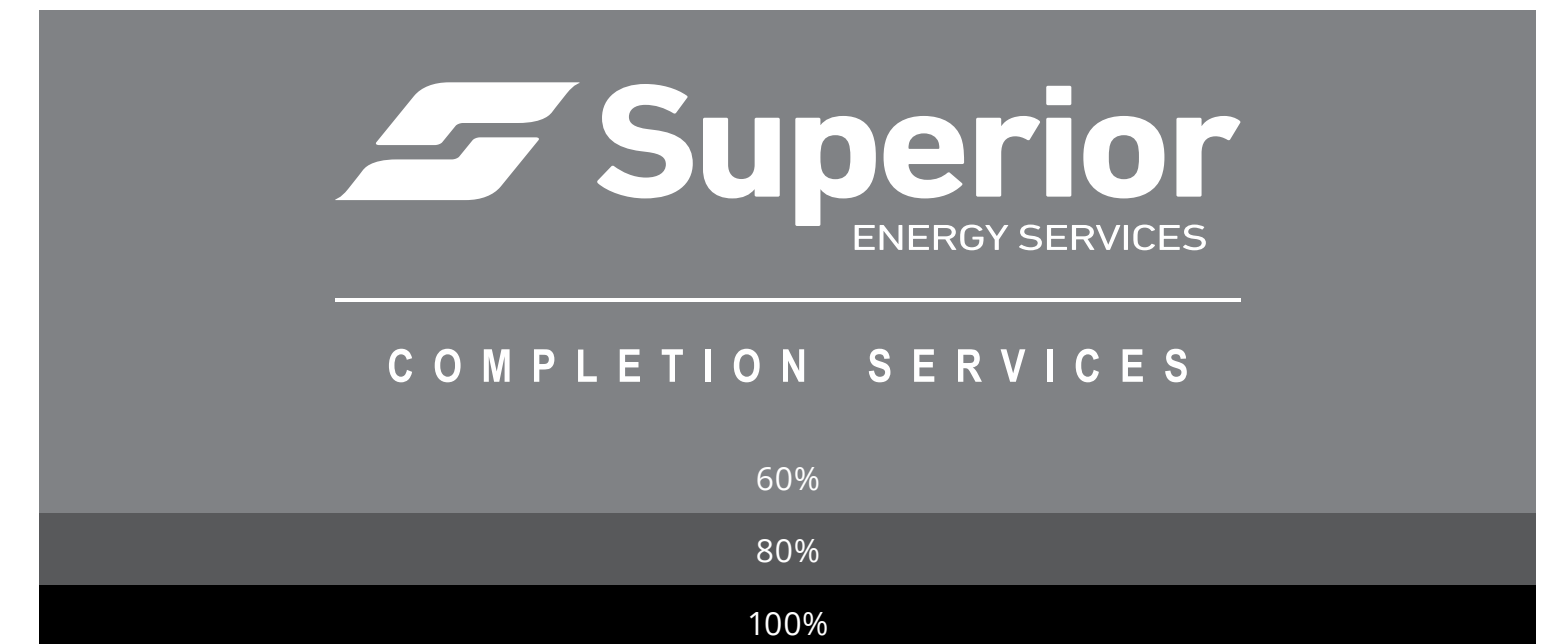 Superior
ENERGY SERVICES
COMPLETION SERVICES
60%
80%
100%